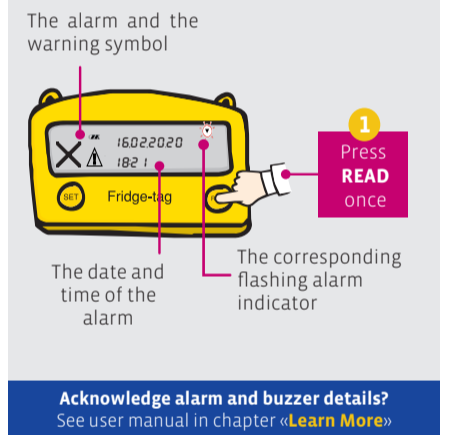 The alarm and the
warning symbol
16.02.2020
18:21
SET
Fridge-tag
1
Press
READ
once
The date and
time of the
alarm
The corresponding
flashing alarm
indicator
Acknowledge alarm and buzzer details?
See user manual in chapter «Learn More»